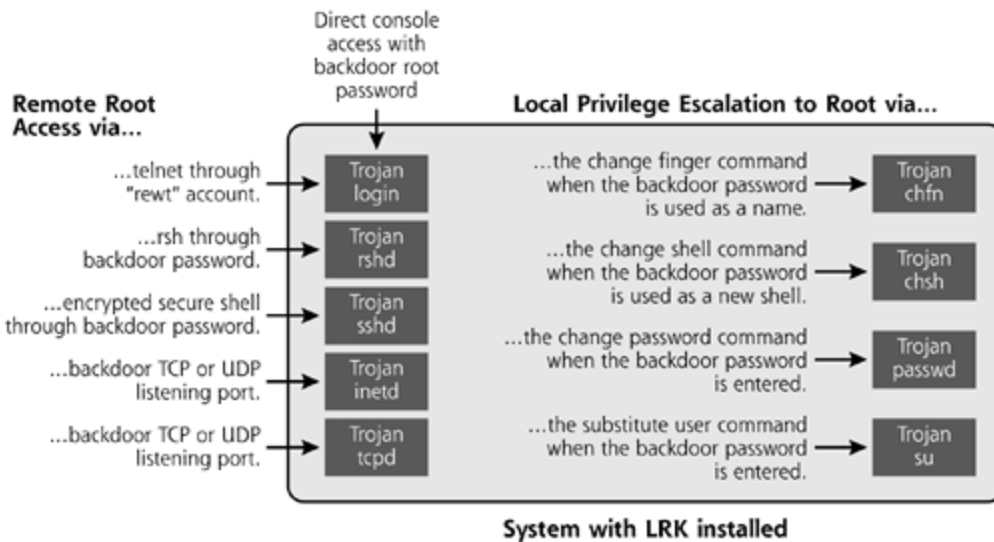 Direct console
access with
backdoor root
password
Remote Root
Access via...
Local Privilege Escalation to Root via...
...telnet through
"rewt" account.
Trojan
login
...rsh through
backdoor password.
Trojan
rshd
...encrypted secure shell
through backdoor password.
Trojan
sshd
...backdoor TCP or UDP
listening port.
Trojan
inetd
...backdoor TCP or UDP
listening port.
Trojan
tcpd
...the change finger command
when the backdoor password
is used as a name.
Trojan
chfn
...the change shell command
when the backdoor password
is used as a new shell.
Trojan
chsh
...the change password command
when the backdoor password
is entered.
Trojan
passwd
...the substitute user command
when the backdoor password
is entered.
Trojan
su
System with LRK installed